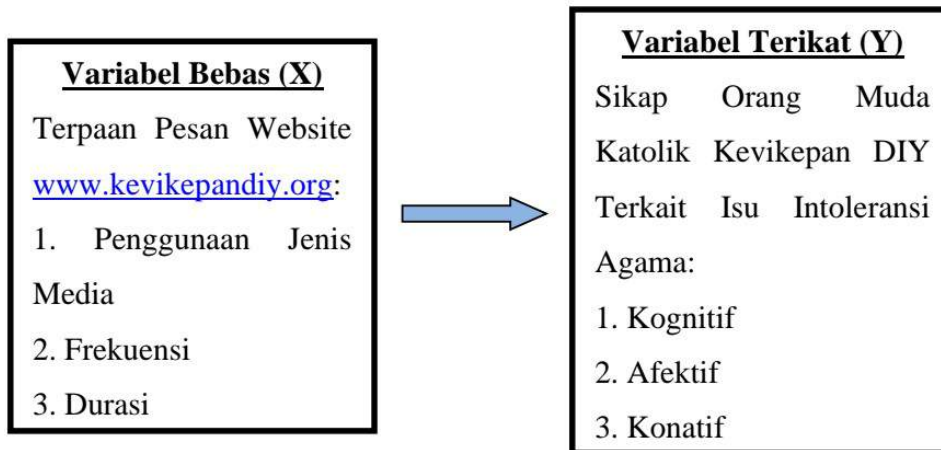 Variabel Bebas (X)
Terpaan Pesan Website
www.kevikepandiy.org:
1. Penggunaan Jenis
Media
2. Frekuensi
3. Durasi
Variabel Terikat (Y)
Sikap Orang Muda
Katolik Kevikepan DIY
Terkait Isu Intoleransi
Agama:
1. Kognitif
2. Afektif
3. Konatif